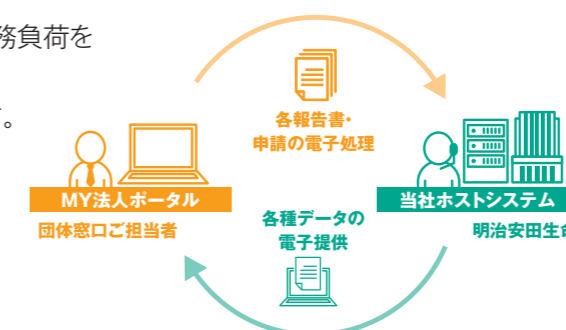 務負荷を
。
各報告書・
申請の電子処理
MY法人ポータル
当社ホストシステム
団体窓口ご担当者
各種データの
電子提供
明治安田生命